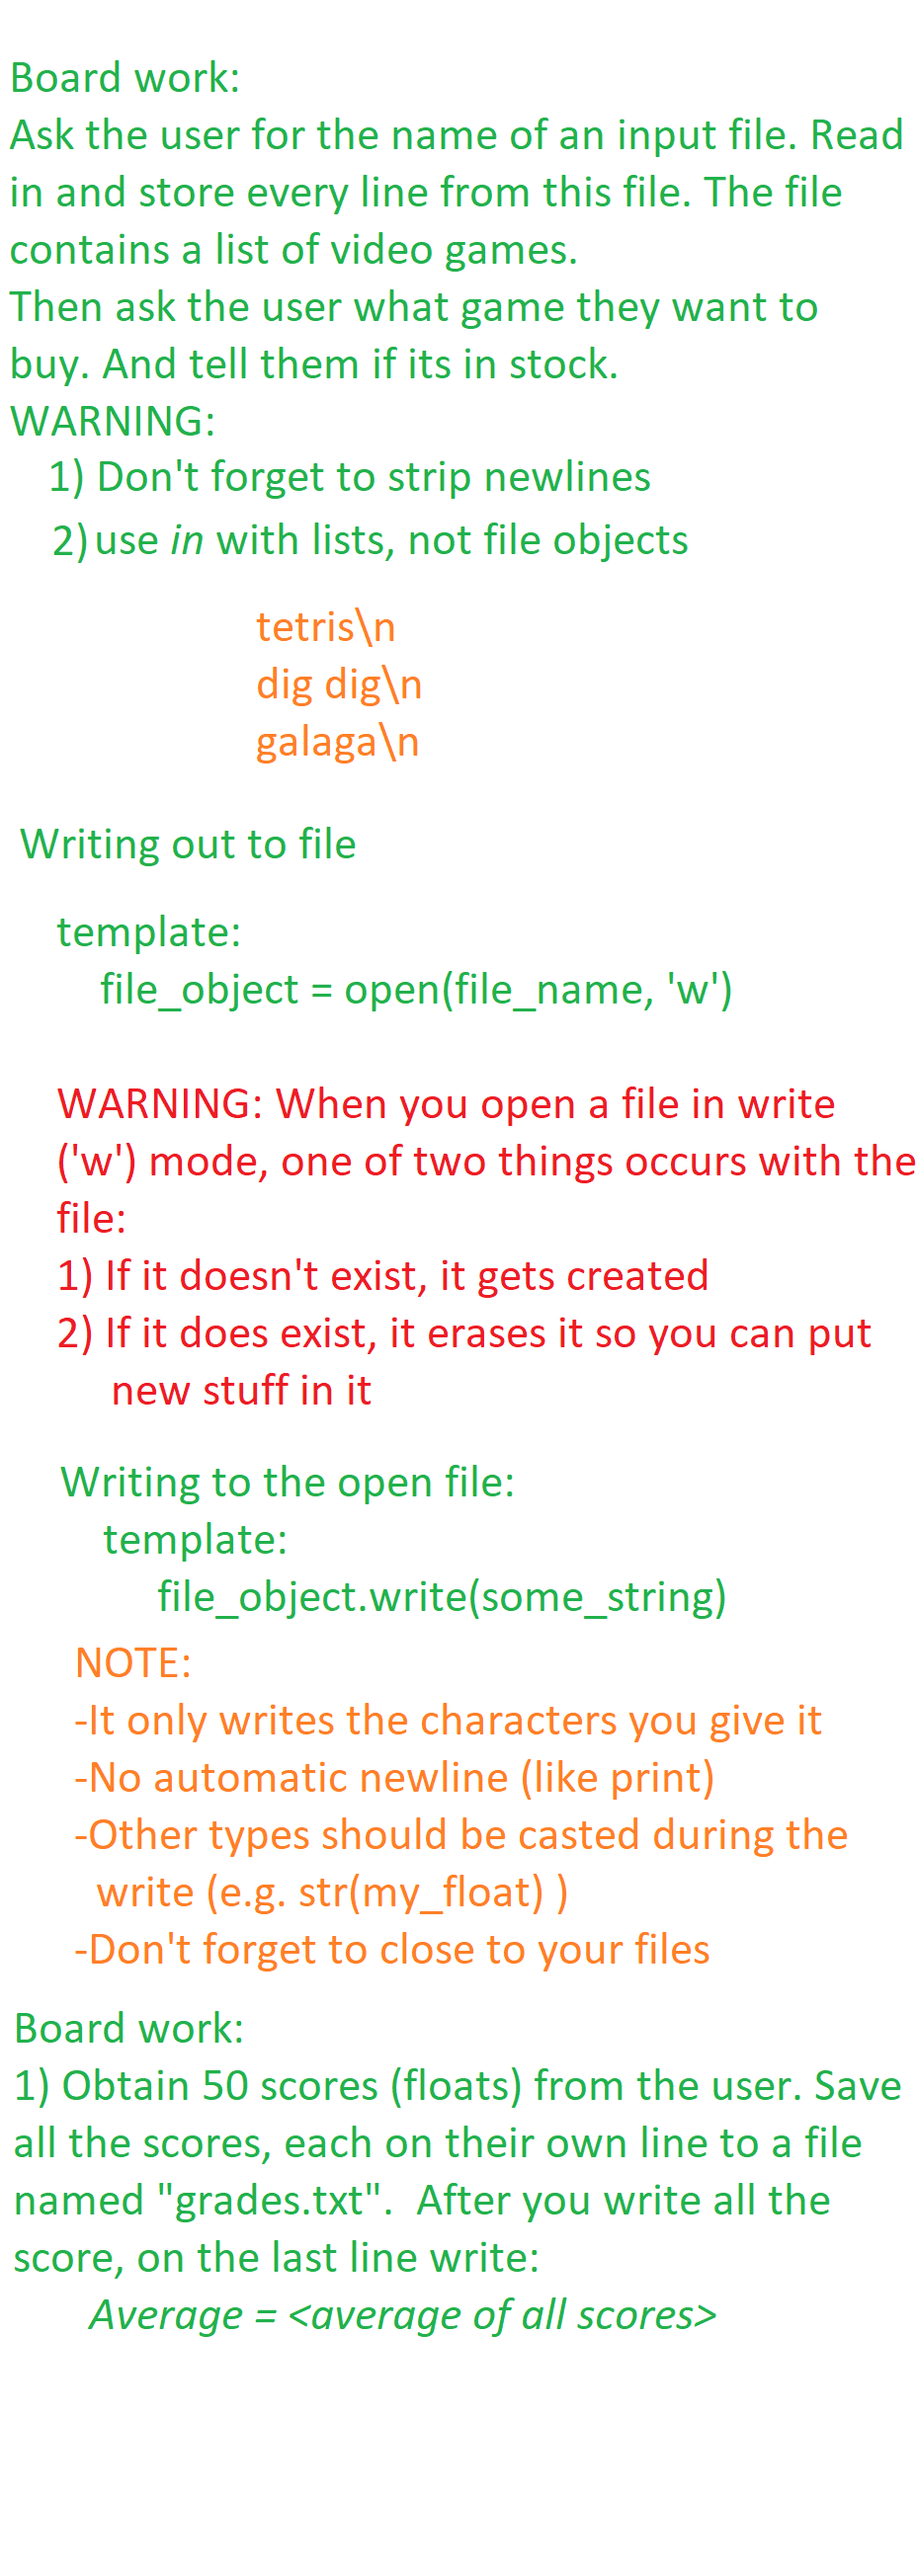 Board work:
Ask the user for the name of an input file. Read
in and store every line from this file. The file
contains a list of video games.
Then ask the user what game they want to
buy. And tell them if its in stock.
WARNING:
1) Don't forget to strip newlines
2) use in with lists, not file objects
tetris\n
dig dig\n
galaga\n
Writing out to file
template:
file_object = open(file_name, 'w')
WARNING: When you open a file in write
('w') mode, one of two things occurs with the
file:
1) If it doesn't exist, it gets created
2) If it does exist, it erases it so you can put
new stuff in it
Writing to the open file:
template:
file_object.write(some_string)
NOTE:
-It only writes the characters you give it
-No automatic newline (like print)
-Other types should be casted during the
write (e.g. str(my_float) )
-Don't forget to close to your files
Board work:
1) Obtain 50 scores (floats) from the user. Save
all the scores, each on their own line to a file
named "grades.txt".  After you write all the
score, on the last line write:
Average = <average of all scores>